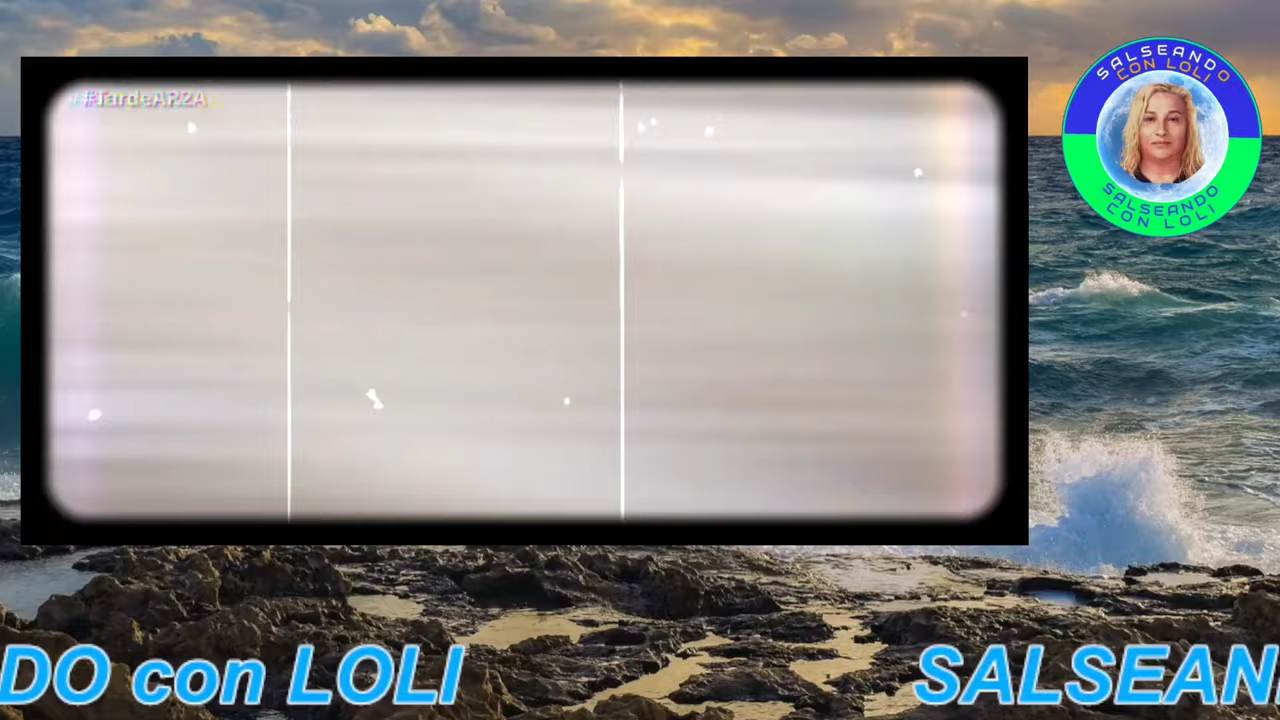 #TardeAR2A
SALSEANDO
CON LOLI
SALSEANDO
CON LOLI
DO con LOLI
SALSEAN